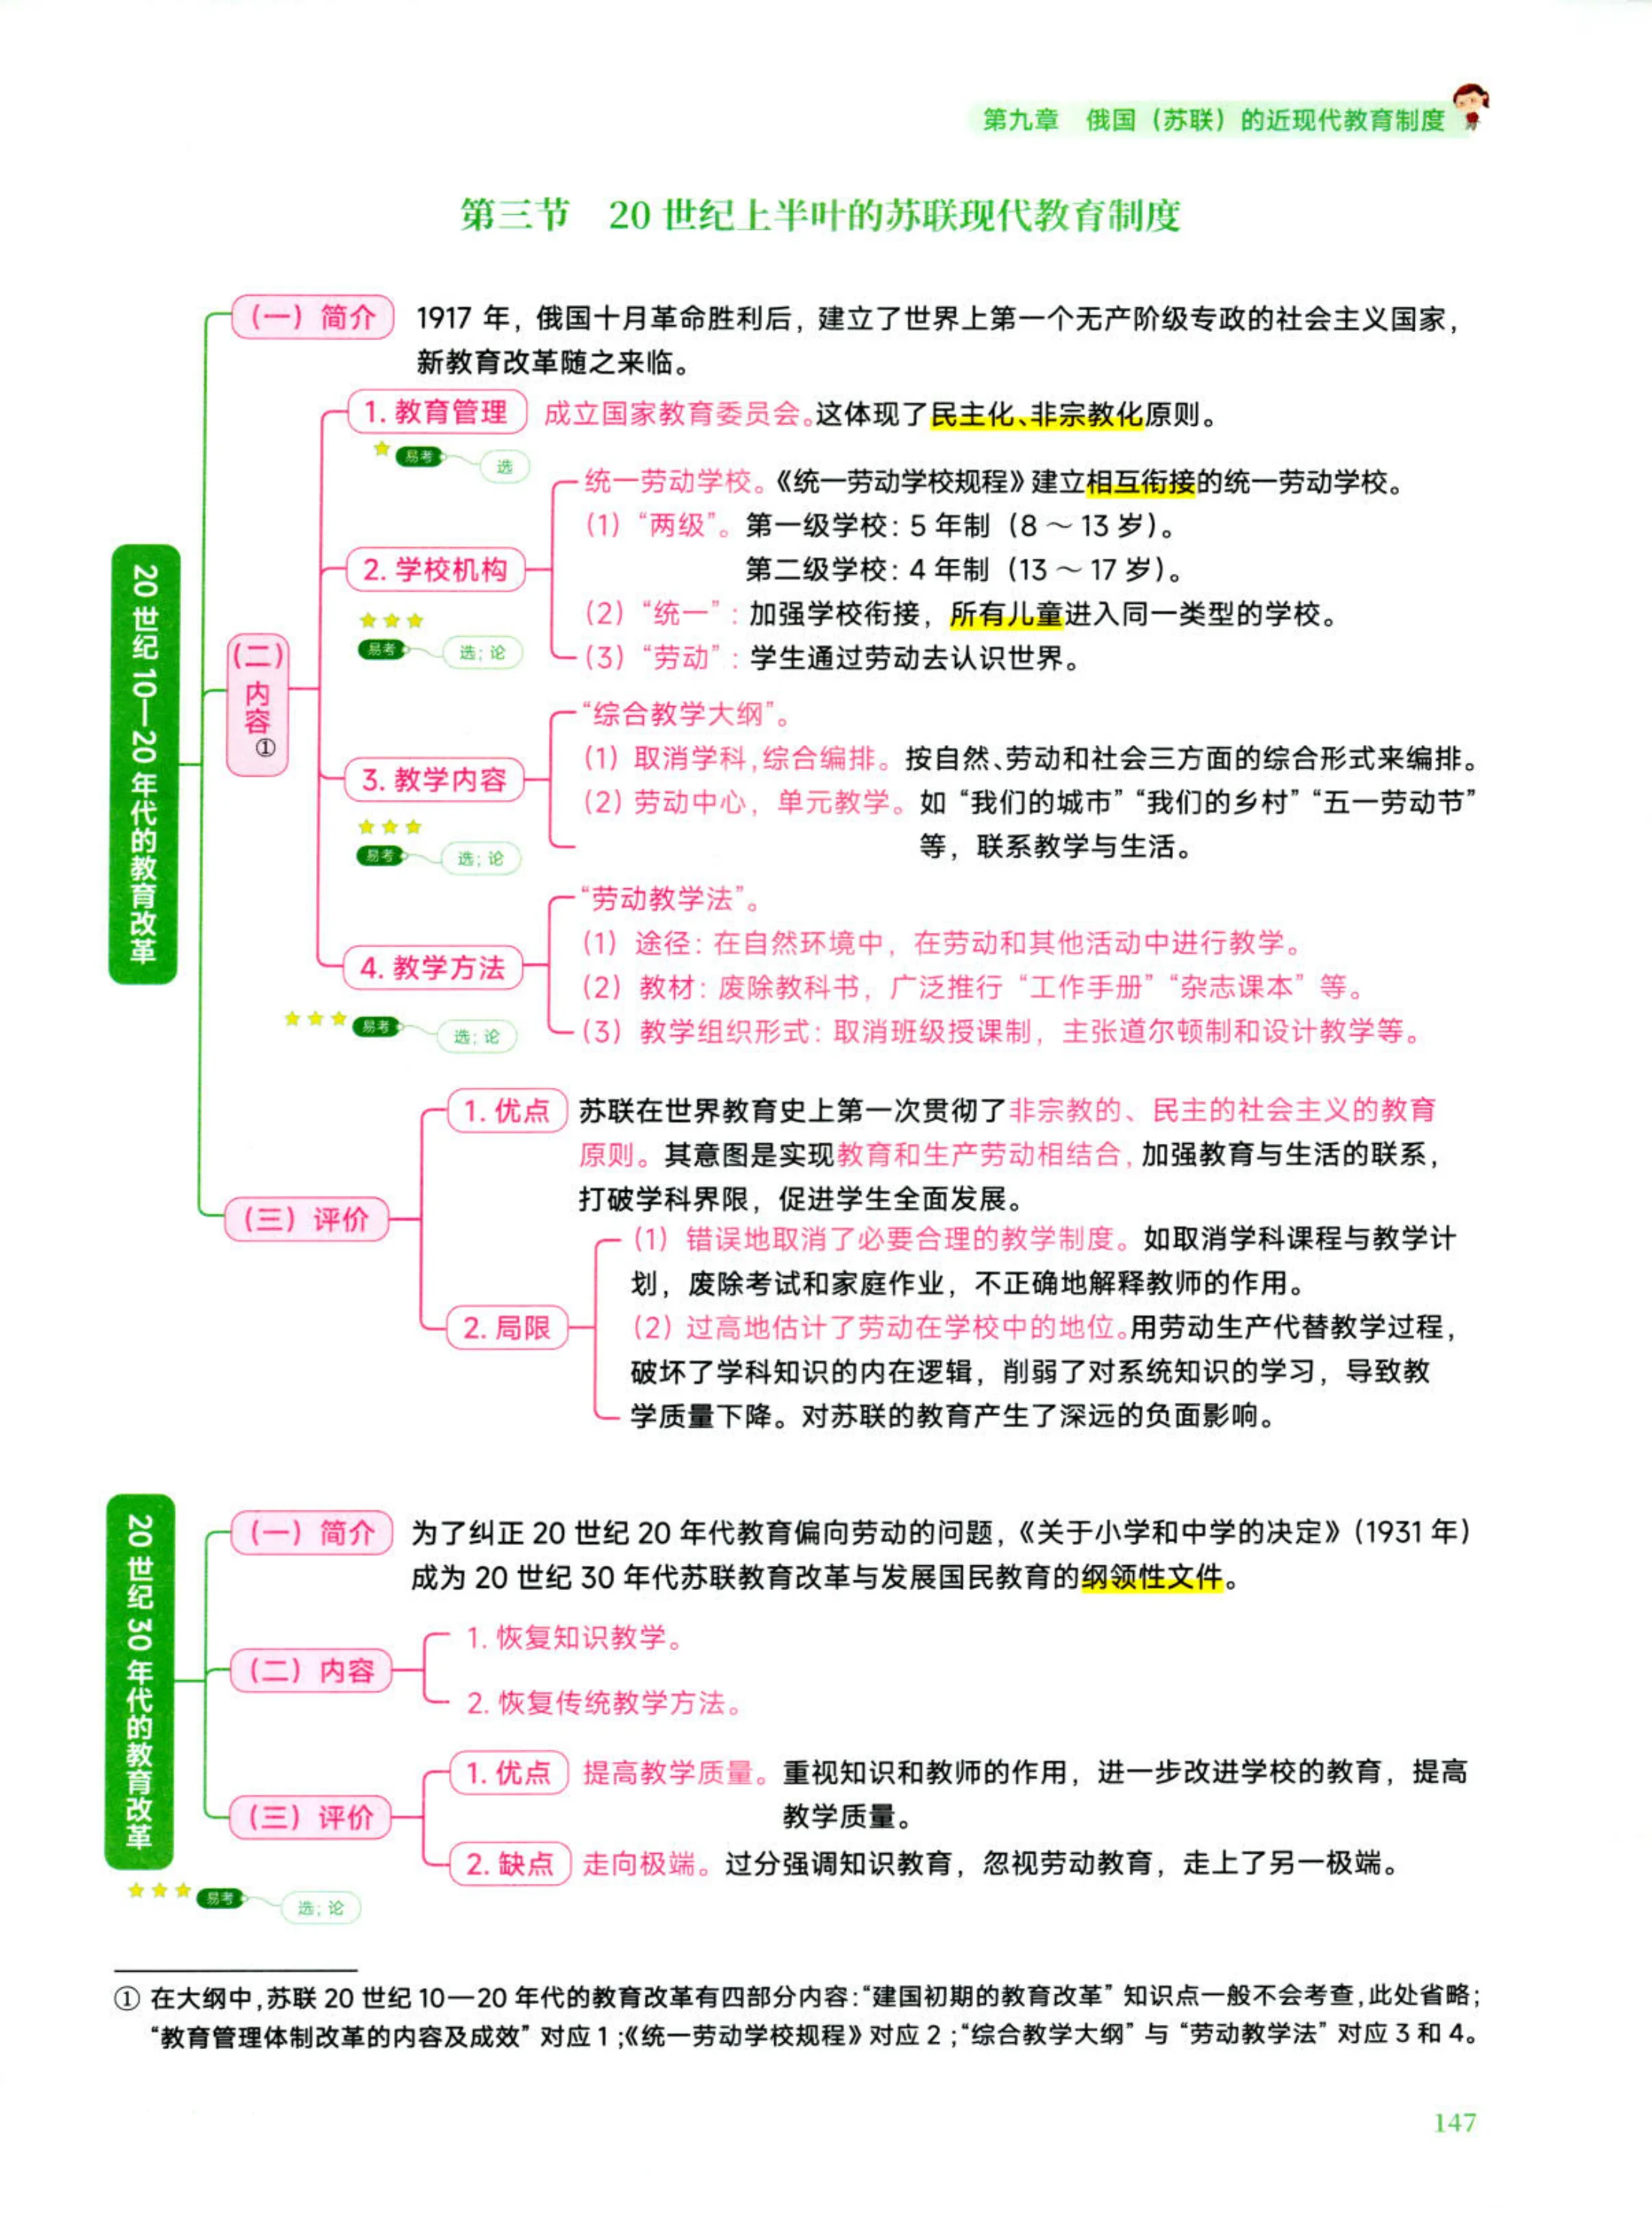 第九章 俄国（苏联）的近现代教育制度
第三节 20世纪上半叶的苏联现代教育制度
20世纪10—20年代的教育改革
（一）简介
1917 年，俄国十月革命胜利后，建立了世界上第一个无产阶级专政的社会主义国家，
新教育改革随之来临。
（二）内容①
1. 教育管理
成立国家教育委员会。这体现了民主化、非宗教化原则。
易考 选
2. 学校机构
易考 选；论
统一劳动学校。《统一劳动学校规程》建立相互衔接的统一劳动学校。
（1）“两级”。第一级学校：5 年制（8～13 岁）。
第二级学校：4 年制（13～17 岁）。
（2）“统一”：加强学校衔接，所有儿童进入同一类型的学校。
（3）“劳动”：学生通过劳动去认识世界。
3. 教学内容
易考 选；论
“综合教学大纲”。
（1）取消学科，综合编排。按自然、劳动和社会三方面的综合形式来编排。
（2）劳动中心，单元教学。如“我们的城市”“我们的乡村”“五一劳动节”
等，联系教学与生活。
4. 教学方法
易考 选；论
“劳动教学法”。
（1）途径：在自然环境中，在劳动和其他活动中进行教学。
（2）教材：废除教科书，广泛推行“工作手册”“杂志课本”等。
（3）教学组织形式：取消班级授课制，主张道尔顿制和设计教学等。
（三）评价
1. 优点
苏联在世界教育史上第一次贯彻了非宗教的、民主的社会主义的教育
原则。其意图是实现教育和生产劳动相结合，加强教育与生活的联系，
打破学科界限，促进学生全面发展。
2. 局限
（1）错误地取消了必要合理的教学制度。如取消学科课程与教学计
划，废除考试和家庭作业，不正确地解释教师的作用。
（2）过高地估计了劳动在学校中的地位。用劳动生产代替教学过程，
破坏了学科知识的内在逻辑，削弱了对系统知识的学习，导致教
学质量下降。对苏联的教育产生了深远的负面影响。
20世纪30年代的教育改革
易考 选；论
（一）简介
为了纠正 20 世纪 20 年代教育偏向劳动的问题，《关于小学和中学的决定》（1931 年）
成为 20 世纪 30 年代苏联教育改革与发展国民教育的纲领性文件。
（二）内容
1. 恢复知识教学。
2. 恢复传统教学方法。
（三）评价
1. 优点
提高教学质量。重视知识和教师的作用，进一步改进学校的教育，提高
教学质量。
2. 缺点
走向极端。过分强调知识教育，忽视劳动教育，走上了另一极端。
① 在大纲中，苏联 20 世纪 10—20 年代的教育改革有四部分内容：“建国初期的教育改革”知识点一般不会考查，此处省略；
“教育管理体制改革的内容及成效”对应 1；《统一劳动学校规程》对应 2；“综合教学大纲”与“劳动教学法”对应 3 和 4。
147